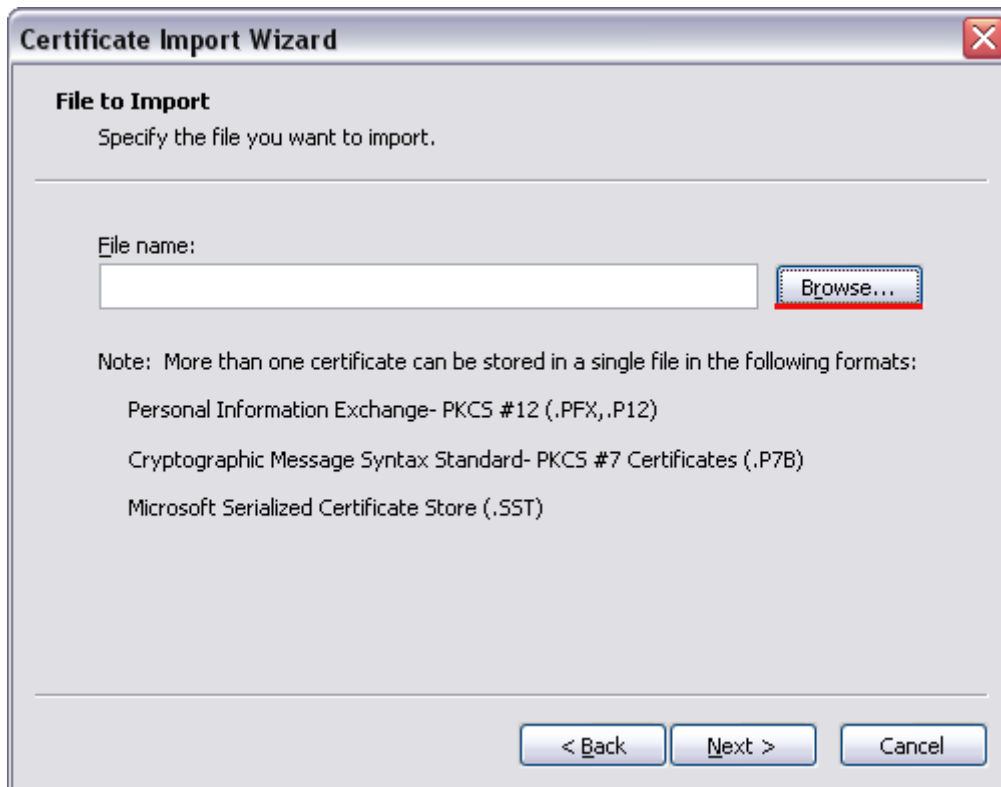 Certificate Import Wizard
File to Import
Specify the file you want to import.
File name:
Browse...
Note:  More than one certificate can be stored in a single file in the following formats:
Personal Information Exchange- PKCS #12 (.PFX,.P12)
Cryptographic Message Syntax Standard- PKCS #7 Certificates (.P7B)
Microsoft Serialized Certificate Store (.SST)
< Back
Next >
Cancel